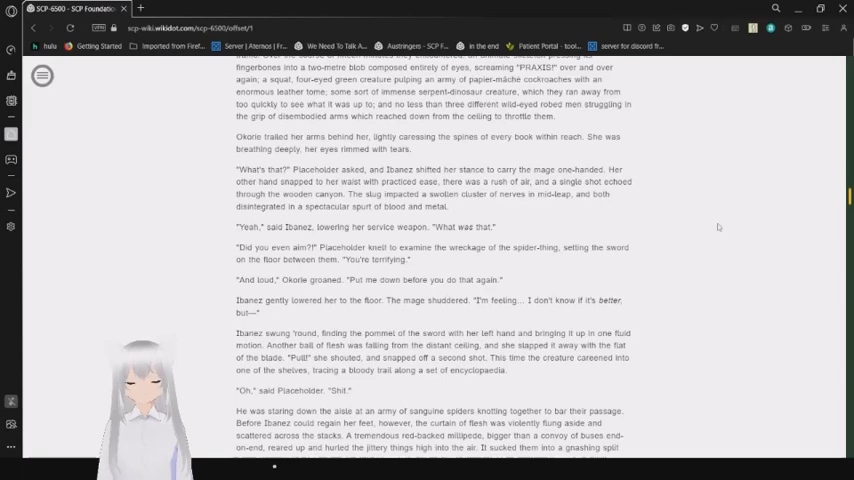 SCP-6500 - SCP Foundatio
VPN scp-wiki.wikidot.com/scp-6500/offset/1
hulu Getting Started Imported from Firef... Server | Aternos | Fr... We Need To Talk A... Austringers - SCP F... in the end Patient Portal - tool... server for discord fr...
fingerbones into a two-metre blob composed entirely of eyes, screaming "PRAXIS!" over and over
again; a squat, four-eyed green creature pulping an army of papier-mâché cockroaches with an
enormous leather tome; some sort of immense serpent-dinosaur creature, which they ran away from
too quickly to see what it was up to; and no less than three different wild-eyed robed men struggling in
the grip of disembodied arms which reached down from the ceiling to throttle them.
Okorie trailed her arms behind her, lightly caressing the spines of every book within reach. She was
breathing deeply, her eyes rimmed with tears.
"What's that?" Placeholder asked, and Ibanez shifted her stance to carry the mage one-handed. Her
other hand snapped to her waist with practiced ease, there was a rush of air, and a single shot echoed
through the wooden canyon. The slug impacted a swollen cluster of nerves in mid-leap, and both
disintegrated in a spectacular spurt of blood and metal.
"Yeah," said Ibanez, lowering her service weapon. "What was that."
"Did you even aim?!" Placeholder knelt to examine the wreckage of the spider-thing, setting the sword
on the floor between them. "You're terrifying."
"And loud," Okorie groaned. "Put me down before you do that again."
Ibanez gently lowered her to the floor. The mage shuddered. "I'm feeling… I don't know if it's better,
but—"
Ibanez swung 'round, finding the pommel of the sword with her left hand and bringing it up in one fluid
motion. Another ball of flesh was falling from the distant ceiling, and she slapped it away with the flat
of the blade. "Pull!" she shouted, and snapped off a second shot. This time the creature careened into
one of the shelves, tracing a bloody trail along a set of encyclopaedia.
"Oh," said Placeholder. "Shit."
He was staring down the aisle at an army of sanguine spiders knotting together to bar their passage.
Before Ibanez could regain her feet, however, the curtain of flesh was violently flung aside and
scattered across the stacks. A tremendous red-backed millipede, bigger than a convoy of buses end-
on-end, reared up and hurled the jittery things high into the air. It sucked them into a gnashing split